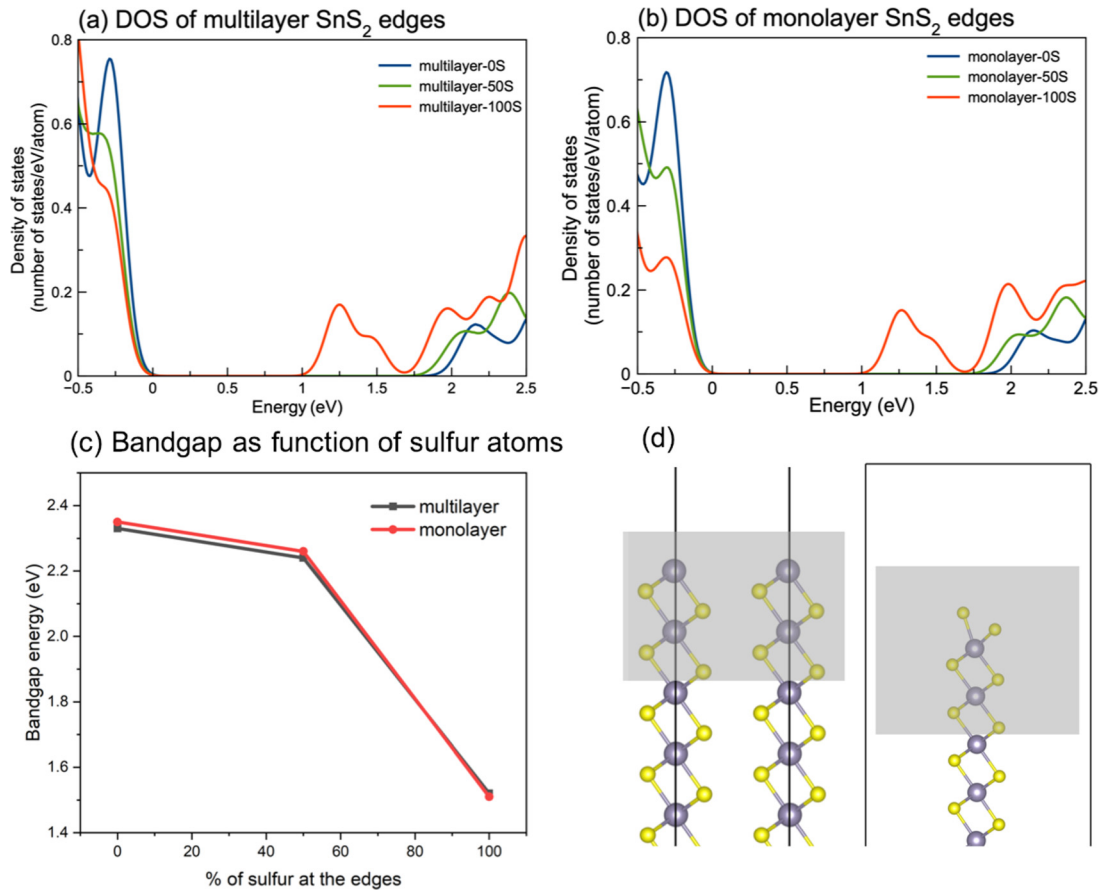 (a) DOS of multilayer SnS₂ edges
multilayer-0S
multilayer-50S
multilayer-100S
Density of states
(number of states/eV/atom)
0.8
0.6
0.4
0.2
0
−0.5
0
0.5
1
1.5
2
2.5
Energy (eV)
(b) DOS of monolayer SnS₂ edges
monolayer-0S
monolayer-50S
monolayer-100S
Density of states
(number of states/eV/atom)
0.8
0.6
0.4
0.2
0
−0.5
0
0.5
1
1.5
2
2.5
Energy (eV)
(c) Bandgap as function of sulfur atoms
multilayer
monolayer
Bandgap energy (eV)
2.4
2.2
2.0
1.8
1.6
1.4
0
20
40
60
80
100
% of sulfur at the edges
(d)